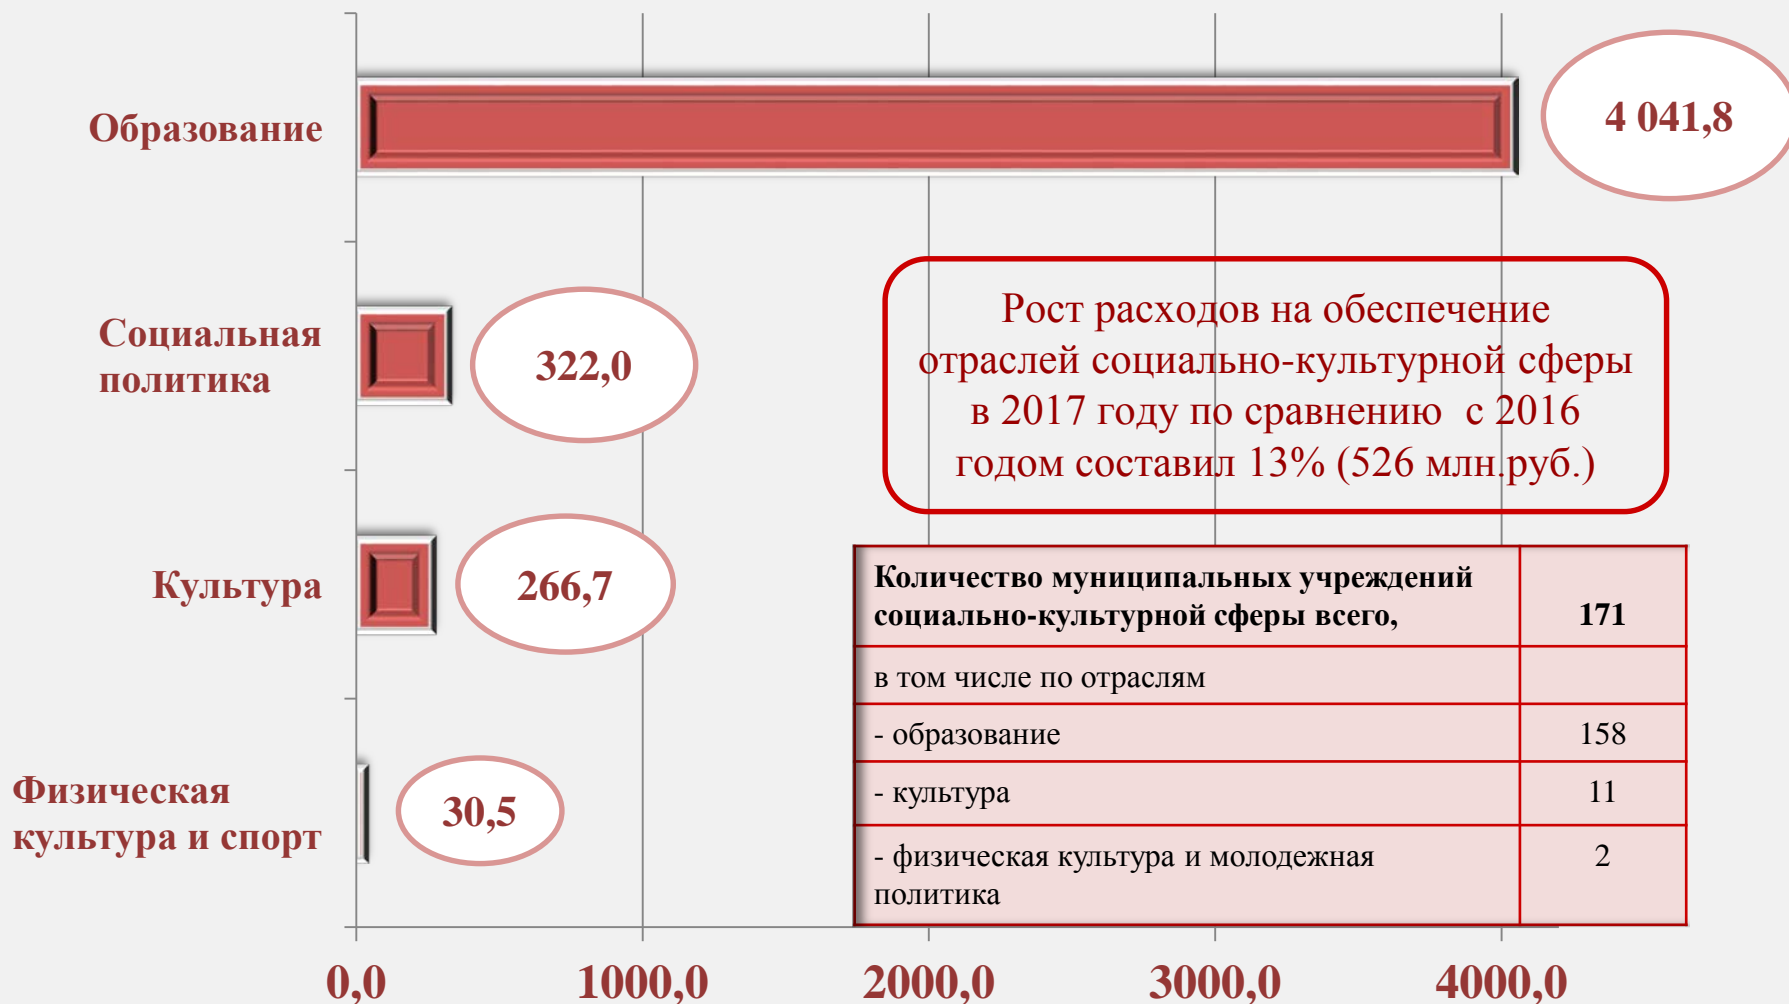 Образование
4 041,8
Социальная
политика
322,0
Рост расходов на обеспечение
отраслей социально-культурной сферы
в 2017 году по сравнению с 2016
годом составил 13% (526 млн.руб.)
Культура
266,7
Количество муниципальных учреждений
социально-культурной сферы всего, 171
в том числе по отраслям
- образование 158
- культура 11
- физическая культура и молодежная 2
политика
Физическая
культура и спорт
30,5
0,0 1000,0 2000,0 3000,0 4000,0